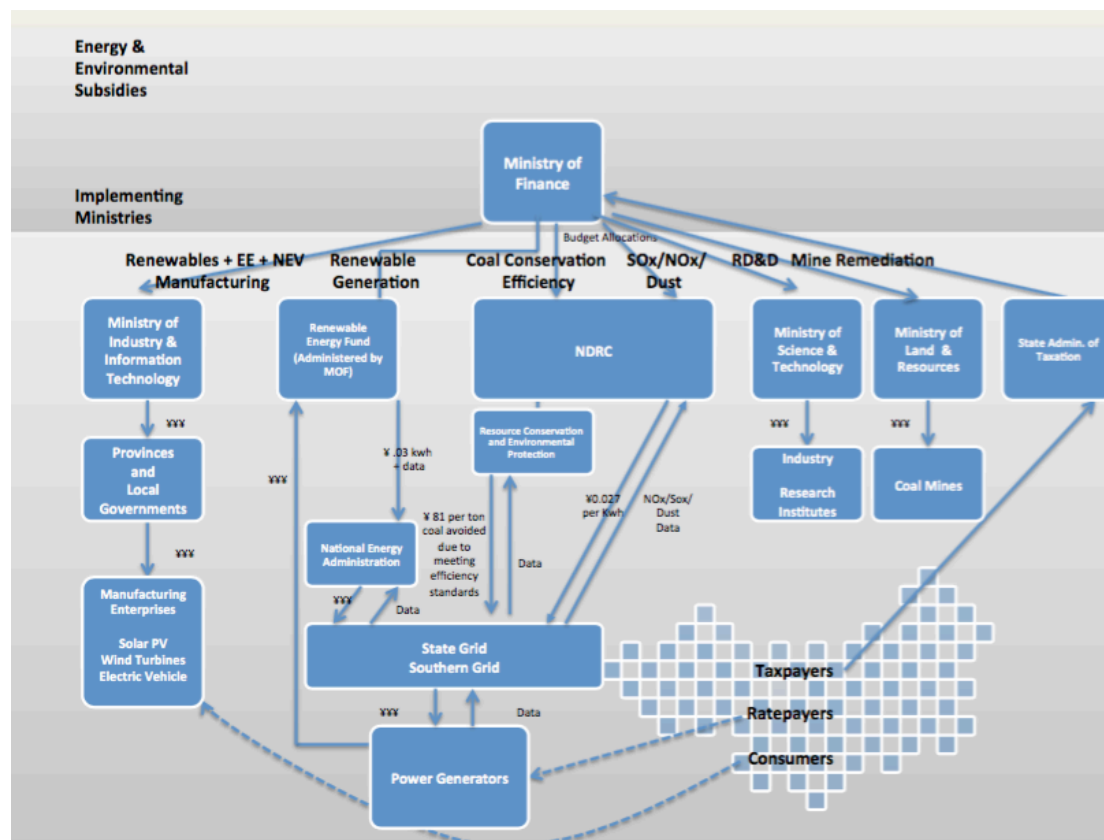 Energy &
Environmental
Subsidies
Ministry of
Finance
Implementing
Ministries
Budget Allocations
Renewables + EE + NEV
Manufacturing
Renewable
Generation
Coal Conservation
Efficiency
SOx/NOx/
Dust
RD&D
Mine Remediation
Ministry of
Industry &
Information
Technology
Renewable
Energy Fund
(Administered by
MOF)
NDRC
Ministry of
Science &
Technology
Ministry of
Land &
Resources
State Admin. of
Taxation
¥¥¥
Provinces
and
Local
Governments
¥¥¥
Manufacturing
Enterprises
Solar PV
Wind Turbines
Electric Vehicle
¥¥¥
¥ .03 kwh
+ data
National Energy
Administration
¥¥¥
Data
Resource Conservation
and Environmental
Protection
¥ 81 per ton
coal avoided
due to
meeting
efficiency
standards
Data
¥0.027
per Kwh
NOx/Sox/
Dust
Data
¥¥¥
Industry
Research
Institutes
¥¥¥
Coal Mines
State Grid
Southern Grid
¥¥¥
Data
Power Generators
Taxpayers
Ratepayers
Consumers